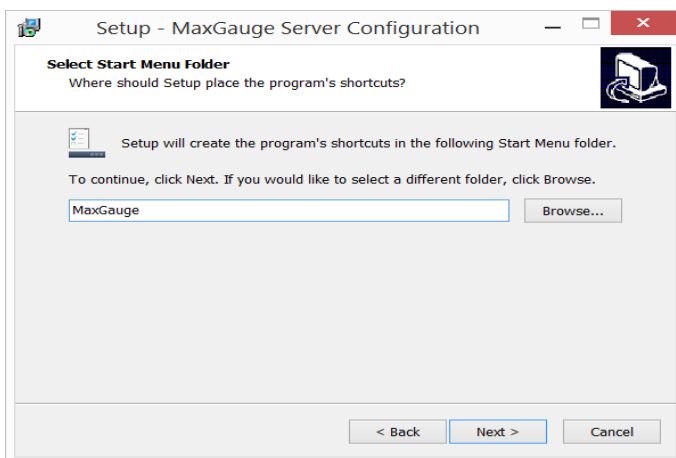 Setup - MaxGauge Server Configuration
Select Start Menu Folder
Where should Setup place the program's shortcuts?
Setup will create the program's shortcuts in the following Start Menu folder.
To continue, click Next. If you would like to select a different folder, click Browse.
MaxGauge
Browse...
< Back
Next >
Cancel